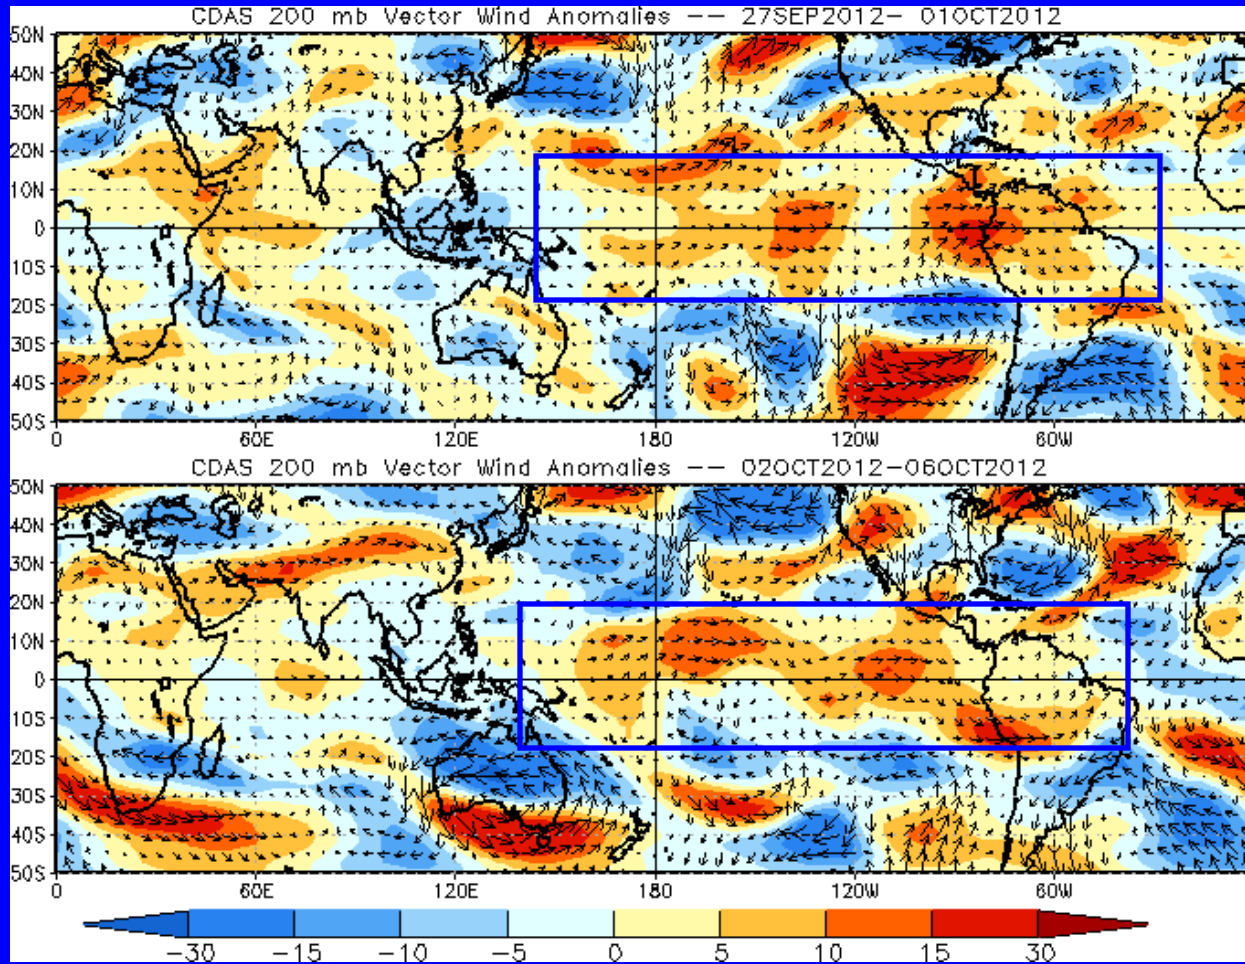 CDAS 200 mb Vector Wind Anomalies -- 27SEP2012- 01OCT2012
50N
40N
30N
20N
10N
0
10S
20S
30S
40S
50S
0 60E 120E 180 120W 60W
CDAS 200 mb Vector Wind Anomalies -- 02OCT2012-06OCT2012
50N
40N
30N
20N
10N
0
10S
20S
30S
40S
50S
0 60E 120E 180 120W 60W
-30 -15 -10 -5 0 5 10 15 30